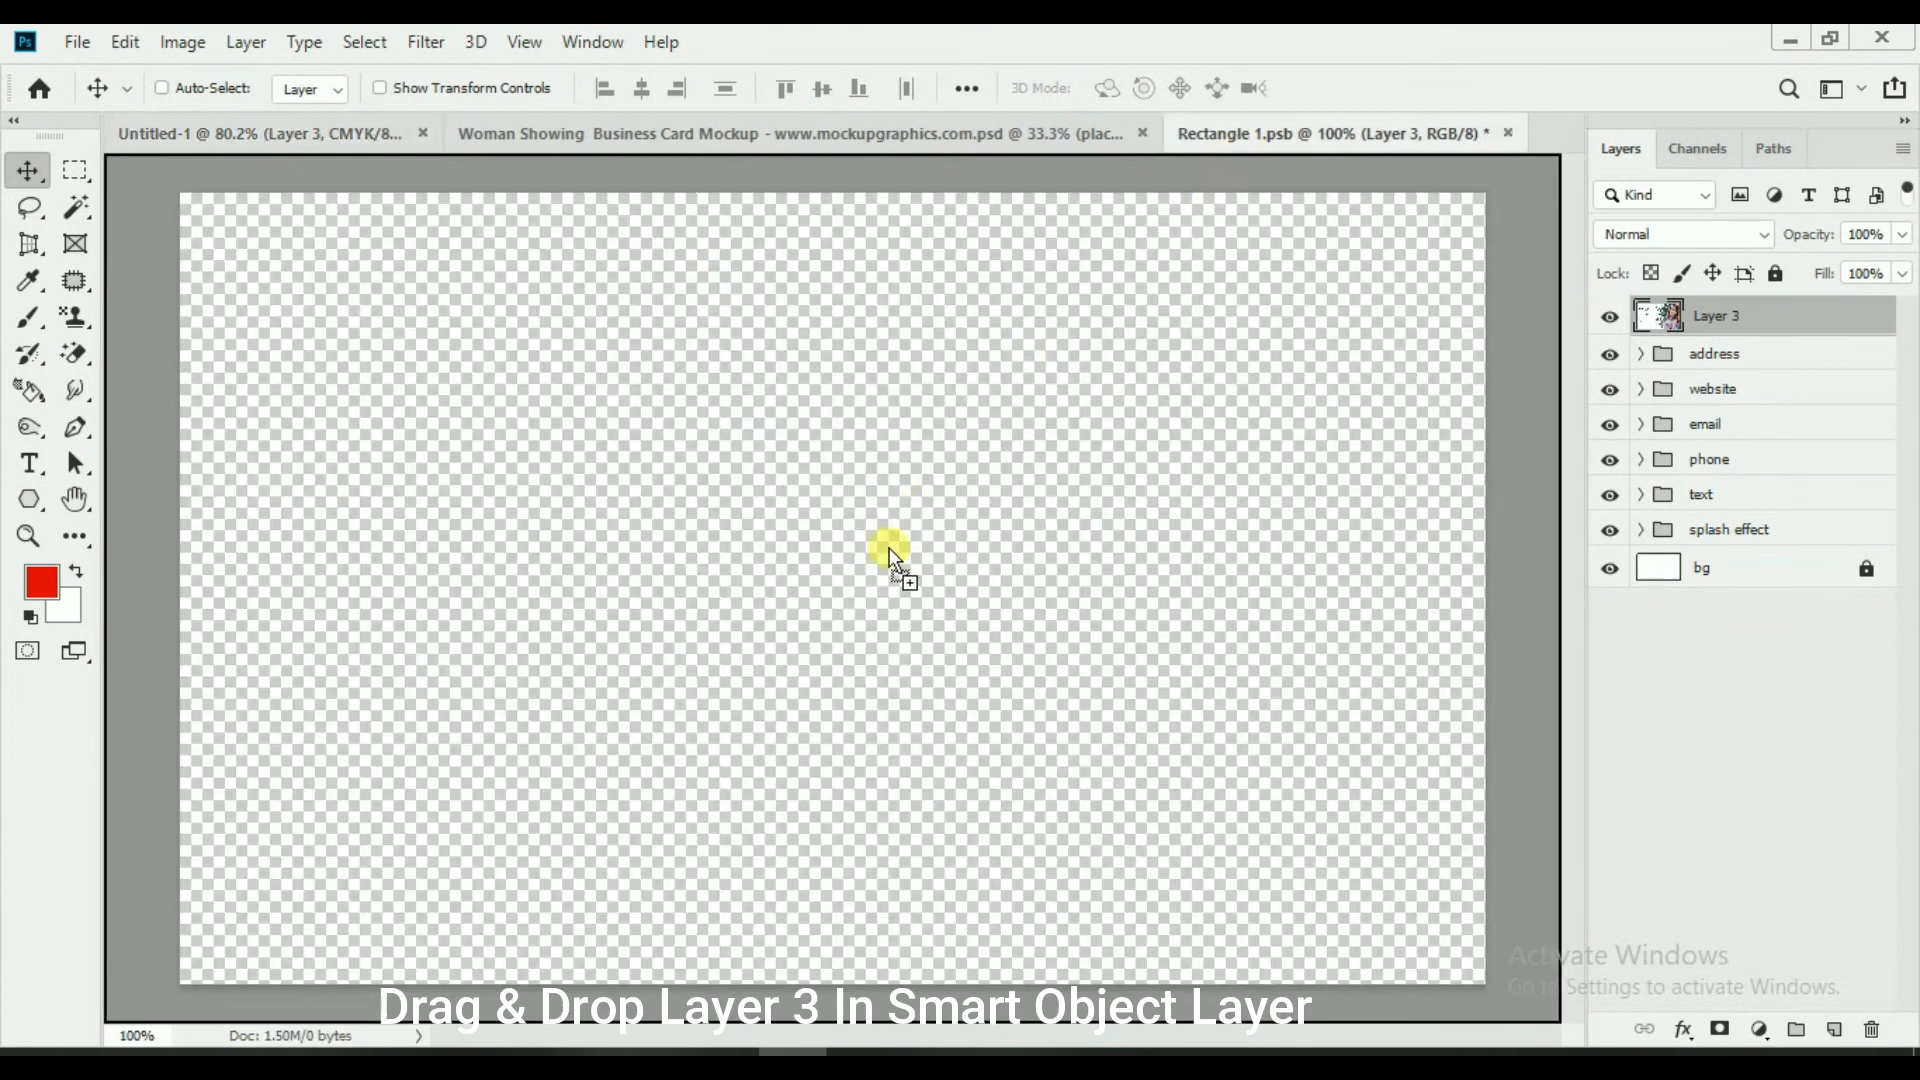 Ps File Edit Image Layer Type Select Filter 3D View Window Help
Auto-Select: Layer Show Transform Controls 3D Mode:
Untitled-1 @ 80.2% (Layer 3, CMYK/8... × Woman Showing Business Card Mockup - www.mockupgraphics.com.psd @ 33.3% (plac... × Rectangle 1.psb @ 100% (Layer 3, RGB/8) * ×
Layers Channels Paths
Kind
Normal Opacity: 100%
Lock: Fill: 100%
Layer 3
address
website
email
phone
text
splash effect
bg
Activate Windows
Go to Settings to activate Windows.
Drag & Drop Layer 3 In Smart Object Layer
100% Doc: 1.50M/0 bytes